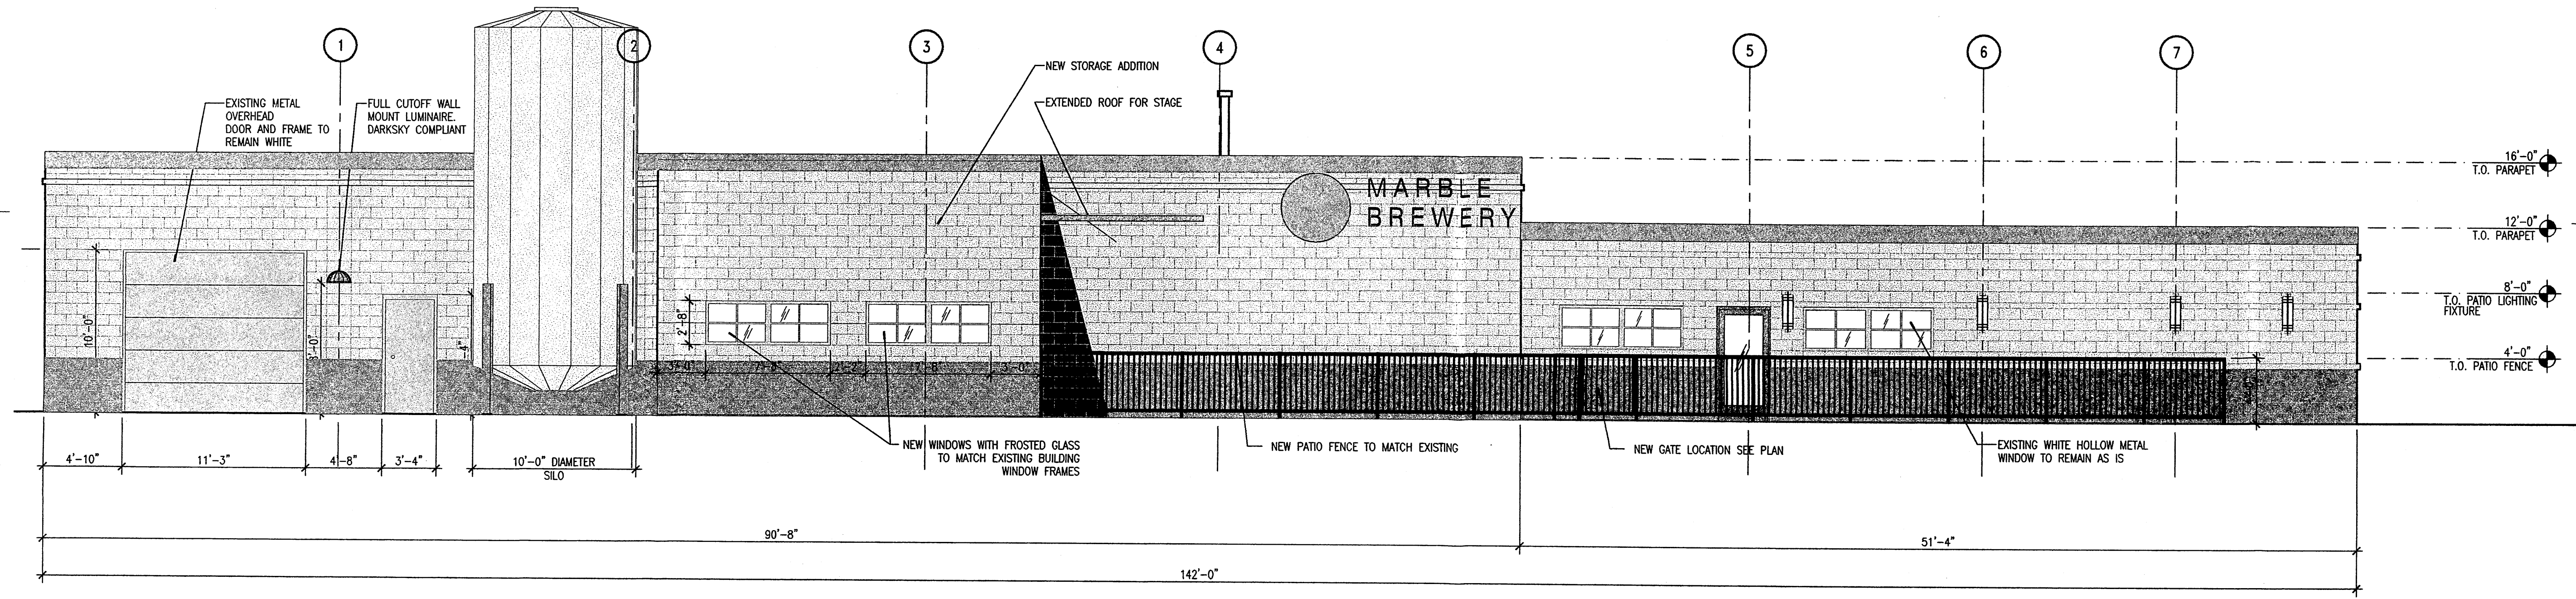 1
2
3
4
5
6
7
NEW STORAGE ADDITION
EXTENDED ROOF FOR STAGE
EXISTING METAL
OVERHEAD
DOOR AND FRAME TO
REMAIN WHITE
FULL CUTOFF WALL
MOUNT LUMINAIRE.
DARKSKY COMPLIANT
16'-0"
T.O. PARAPET
MARBLE
BREWERY
12'-0"
T.O. PARAPET
8'-0"
T.O. PATIO LIGHTING
FIXTURE
10'-0"
2'-8"
4'-0"
T.O. PATIO FENCE
2'-2"
3'-0"
NEW WINDOWS WITH FROSTED GLASS
TO MATCH EXISTING BUILDING
WINDOW FRAMES
NEW PATIO FENCE TO MATCH EXISTING
NEW GATE LOCATION SEE PLAN
EXISTING WHITE HOLLOW METAL
WINDOW TO REMAIN AS IS
4'-10"
11'-3"
4'-8"
3'-4"
10'-0" DIAMETER
SILO
90'-8"
51'-4"
142'-0"